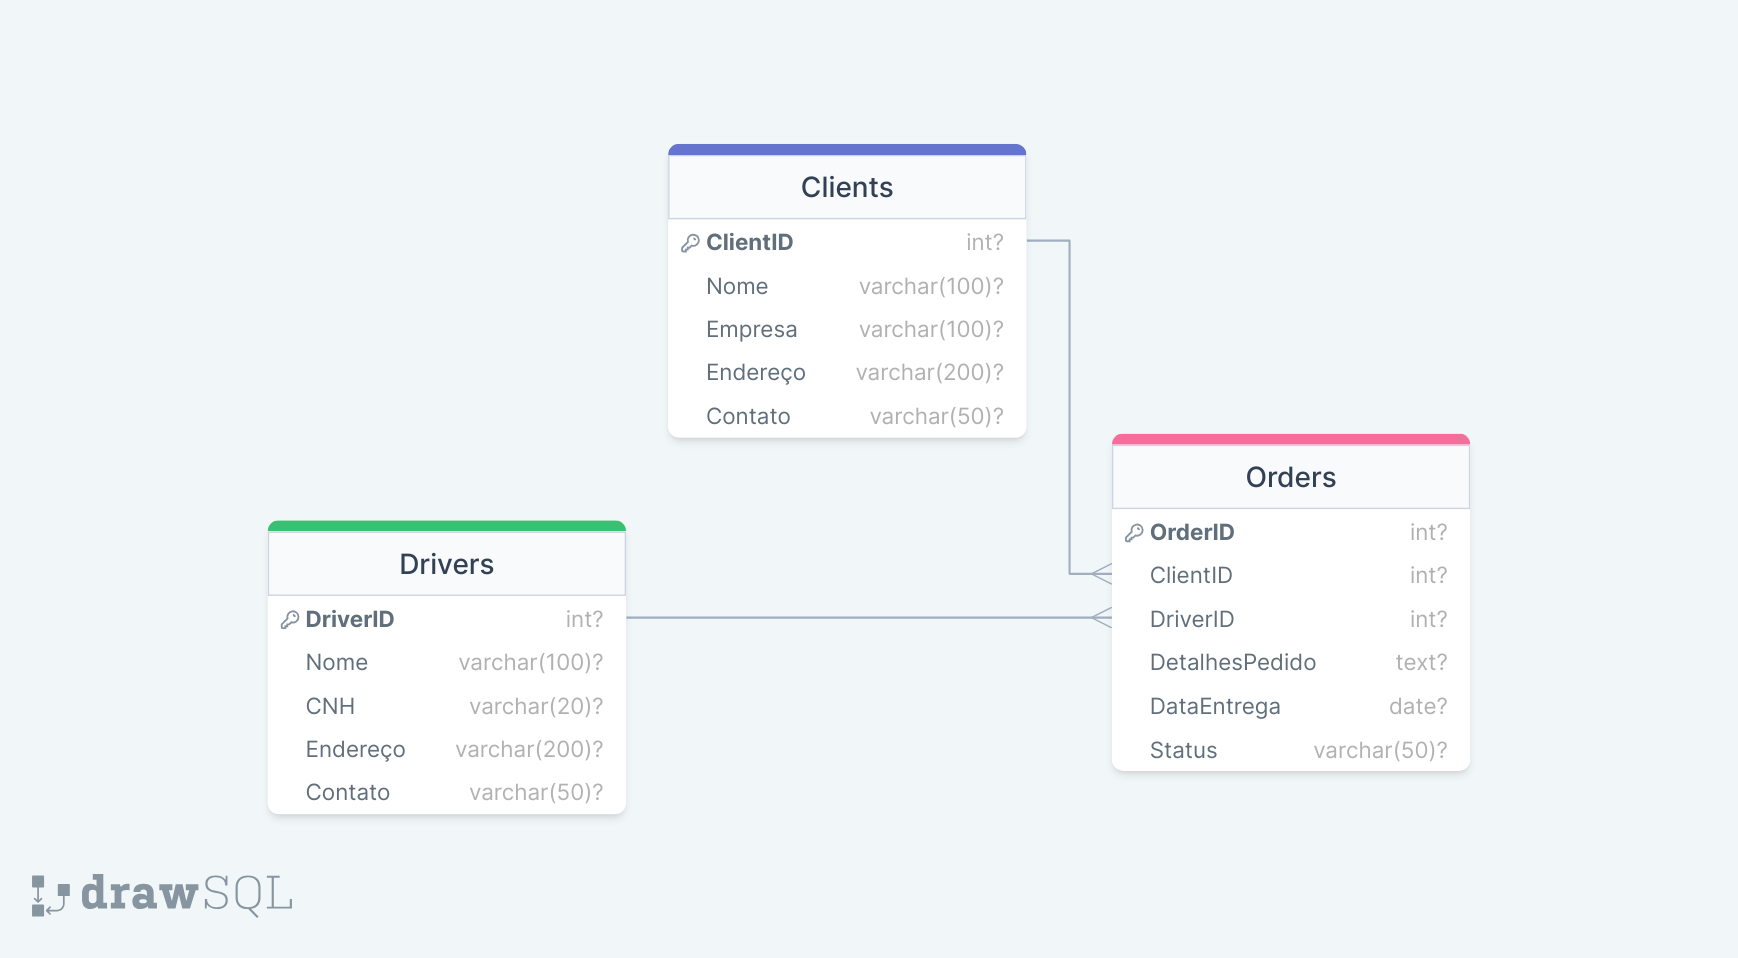 Clients
ClientID int?
Nome varchar(100)?
Empresa varchar(100)?
Endereço varchar(200)?
Contato varchar(50)?
Orders
OrderID int?
ClientID int?
DriverID int?
DetalhesPedido text?
DataEntrega date?
Status varchar(50)?
Drivers
DriverID int?
Nome varchar(100)?
CNH varchar(20)?
Endereço varchar(200)?
Contato varchar(50)?
drawSQL